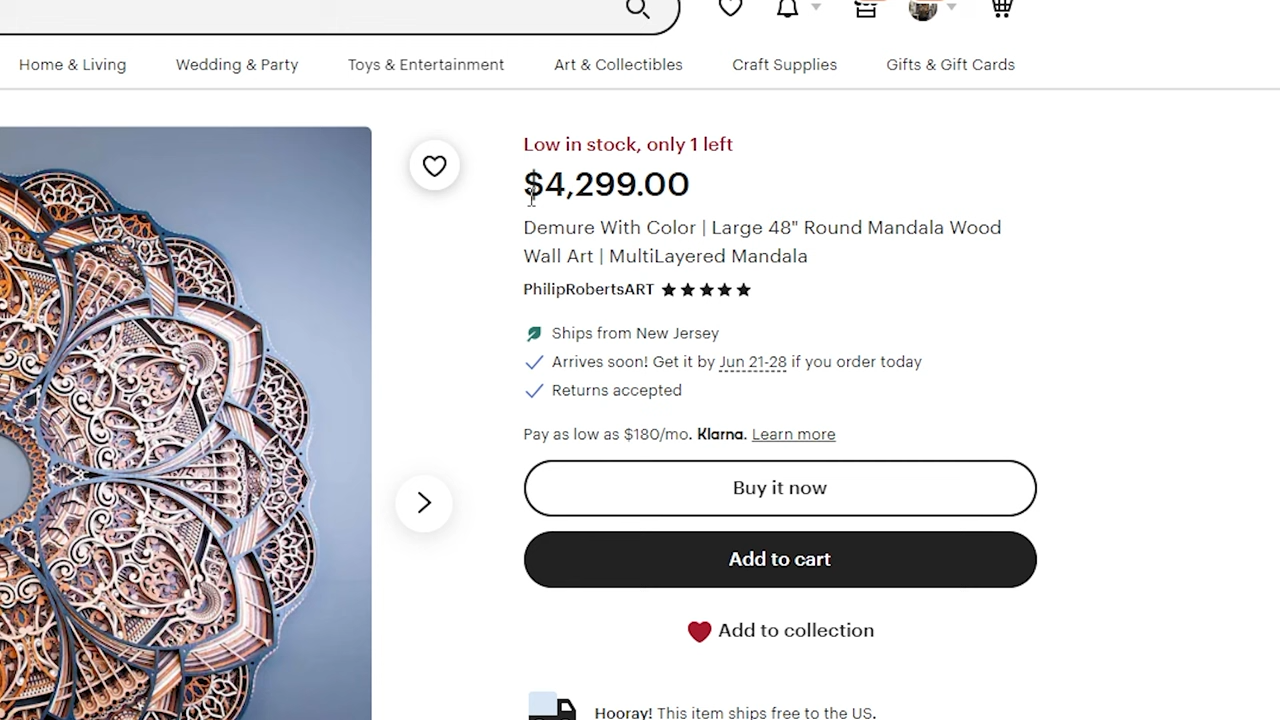 Home & Living Wedding & Party Toys & Entertainment Art & Collectibles Craft Supplies Gifts & Gift Cards
Low in stock, only 1 left
$4,299.00
Demure With Color | Large 48" Round Mandala Wood
Wall Art | MultiLayered Mandala
PhilipRobertsART
Ships from New Jersey
Arrives soon! Get it by Jun 21-28 if you order today
Returns accepted
Pay as low as $180/mo. Klarna. Learn more
Buy it now
Add to cart
Add to collection
Hooray! This item ships free to the US.